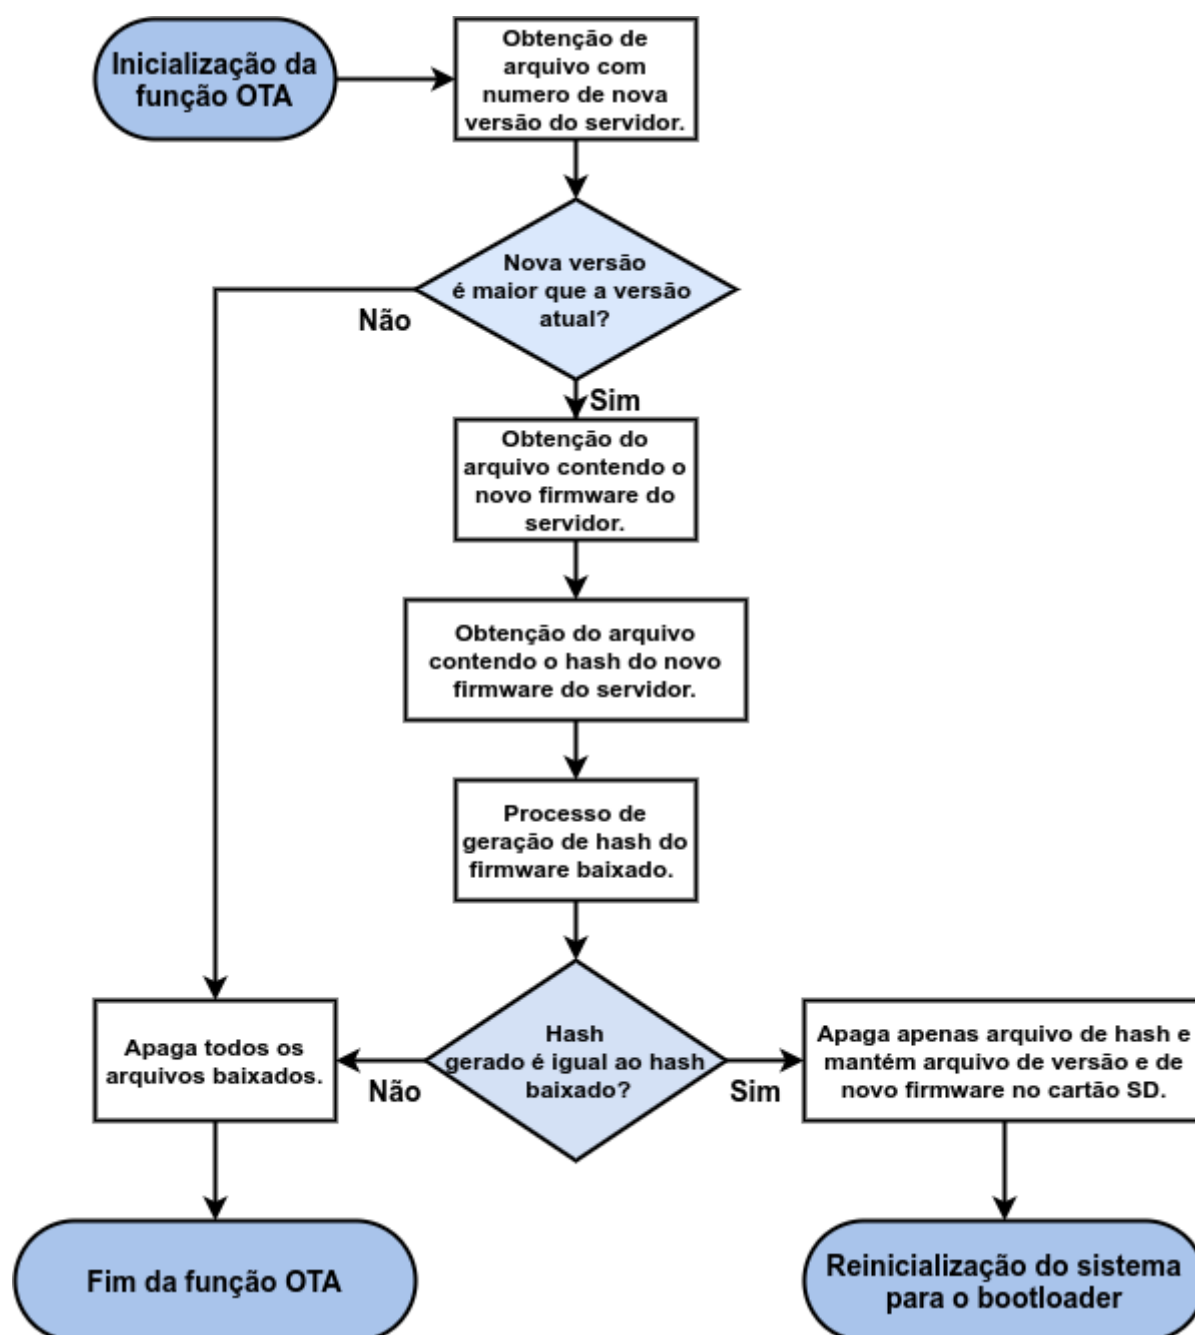 Inicialização da
função OTA
Obtenção de
arquivo com
numero de nova
versão do servidor.
Nova versão
é maior que a versão
atual?
Não
Sim
Obtenção do
arquivo contendo o
novo firmware do
servidor.
Obtenção do arquivo
contendo o hash do novo
firmware do servidor.
Processo de
geração de hash do
firmware baixado.
Hash
gerado é igual ao hash
baixado?
Não
Sim
Apaga todos os
arquivos baixados.
Apaga apenas arquivo de hash e
mantém arquivo de versão e de
novo firmware no cartão SD.
Fim da função OTA
Reinicialização do sistema
para o bootloader